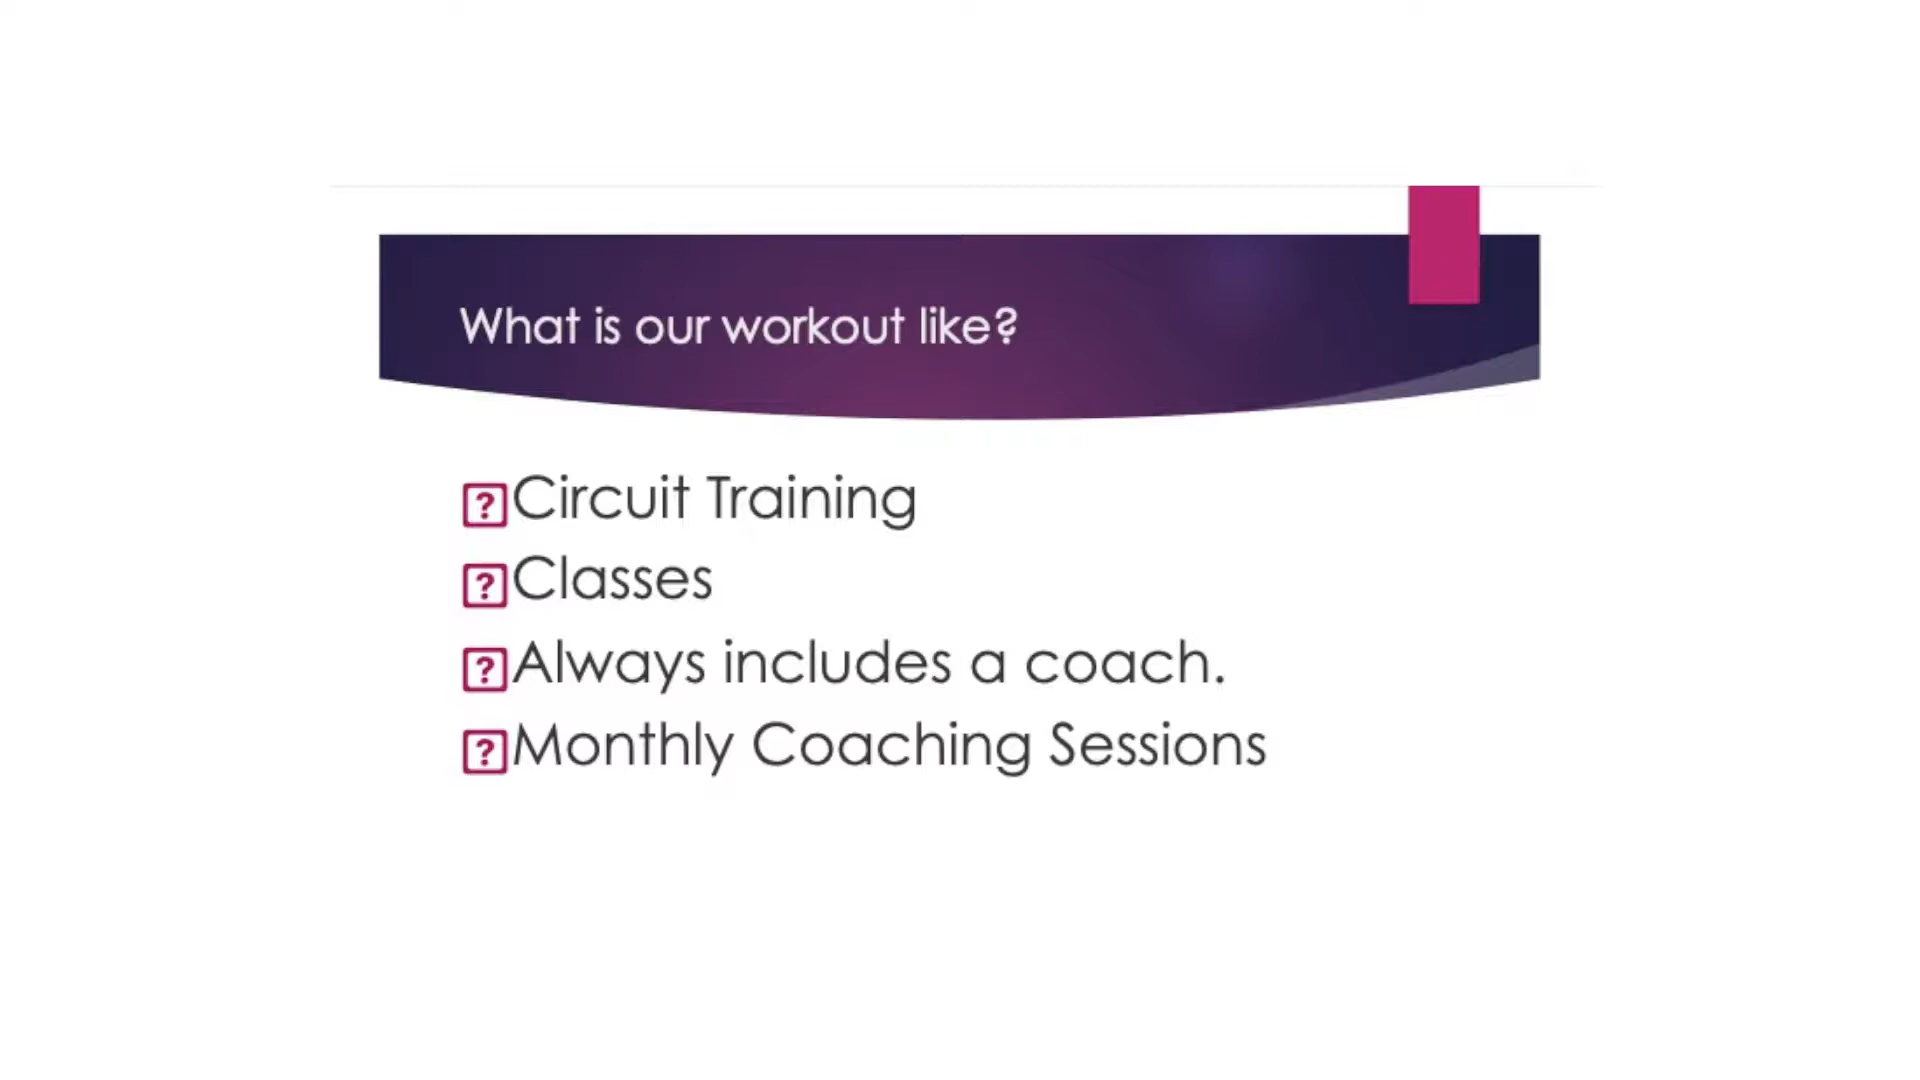 What is our workout like?
Circuit Training
Classes
Always includes a coach.
Monthly Coaching Sessions